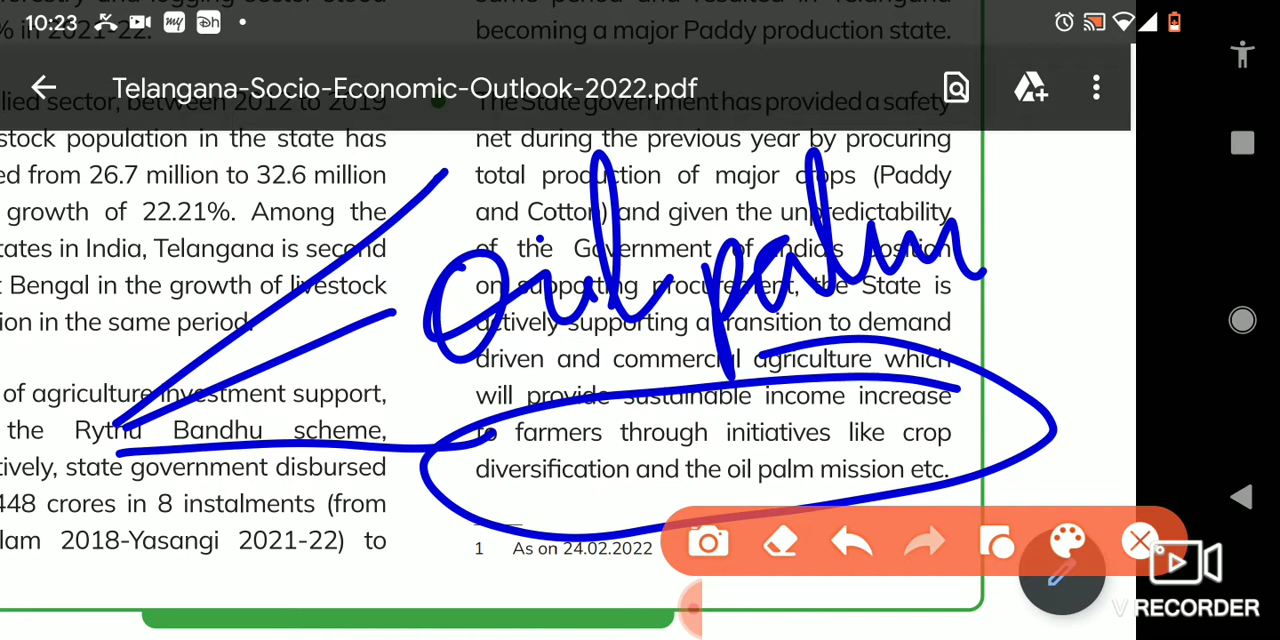 10:23
Telangana-Socio-Economic-Outlook-2022.pdf
% in 2021-22.
lied sector, between 2012 to 2019
stock population in the state has
ed from 26.7 million to 32.6 million
growth of 22.21%. Among the
tates in India, Telangana is second
t Bengal in the growth of livestock
ion in the same period.
of agriculture investment support,
the Rythu Bandhu scheme,
tively, state government disbursed
448 crores in 8 instalments (from
lam 2018-Yasangi 2021-22) to
same period and resulted in Telangana
becoming a major Paddy production state.
The State government has provided a safety
net during the previous year by procuring
total production of major crops (Paddy
and Cotton) and given the unpredictability
of the Government of India's position
on supporting procurement, the State is
actively supporting a transition to demand
driven and commercial agriculture which
will provide sustainable income increase
to farmers through initiatives like crop
diversification and the oil palm mission etc.
1 As on 24.02.2022
Oil palm
V RECORDER